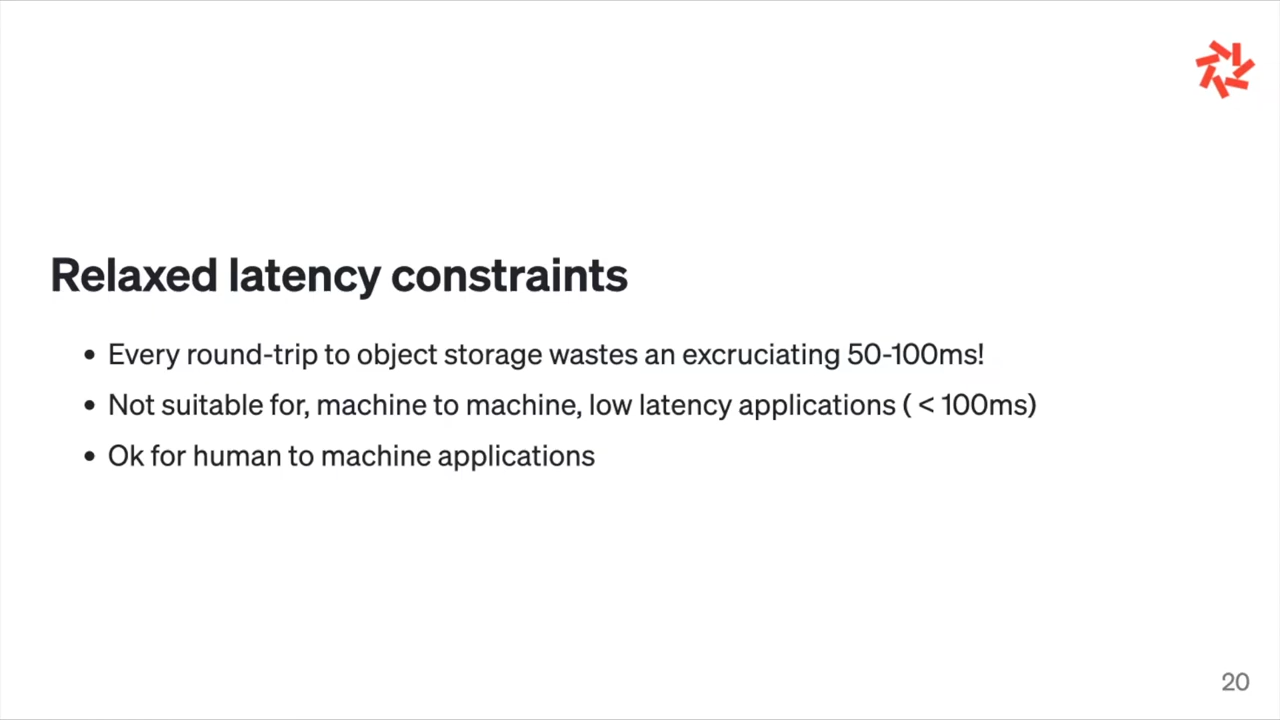 Relaxed latency constraints
• Every round-trip to object storage wastes an excruciating 50-100ms!
• Not suitable for, machine to machine, low latency applications ( < 100ms)
• Ok for human to machine applications
20